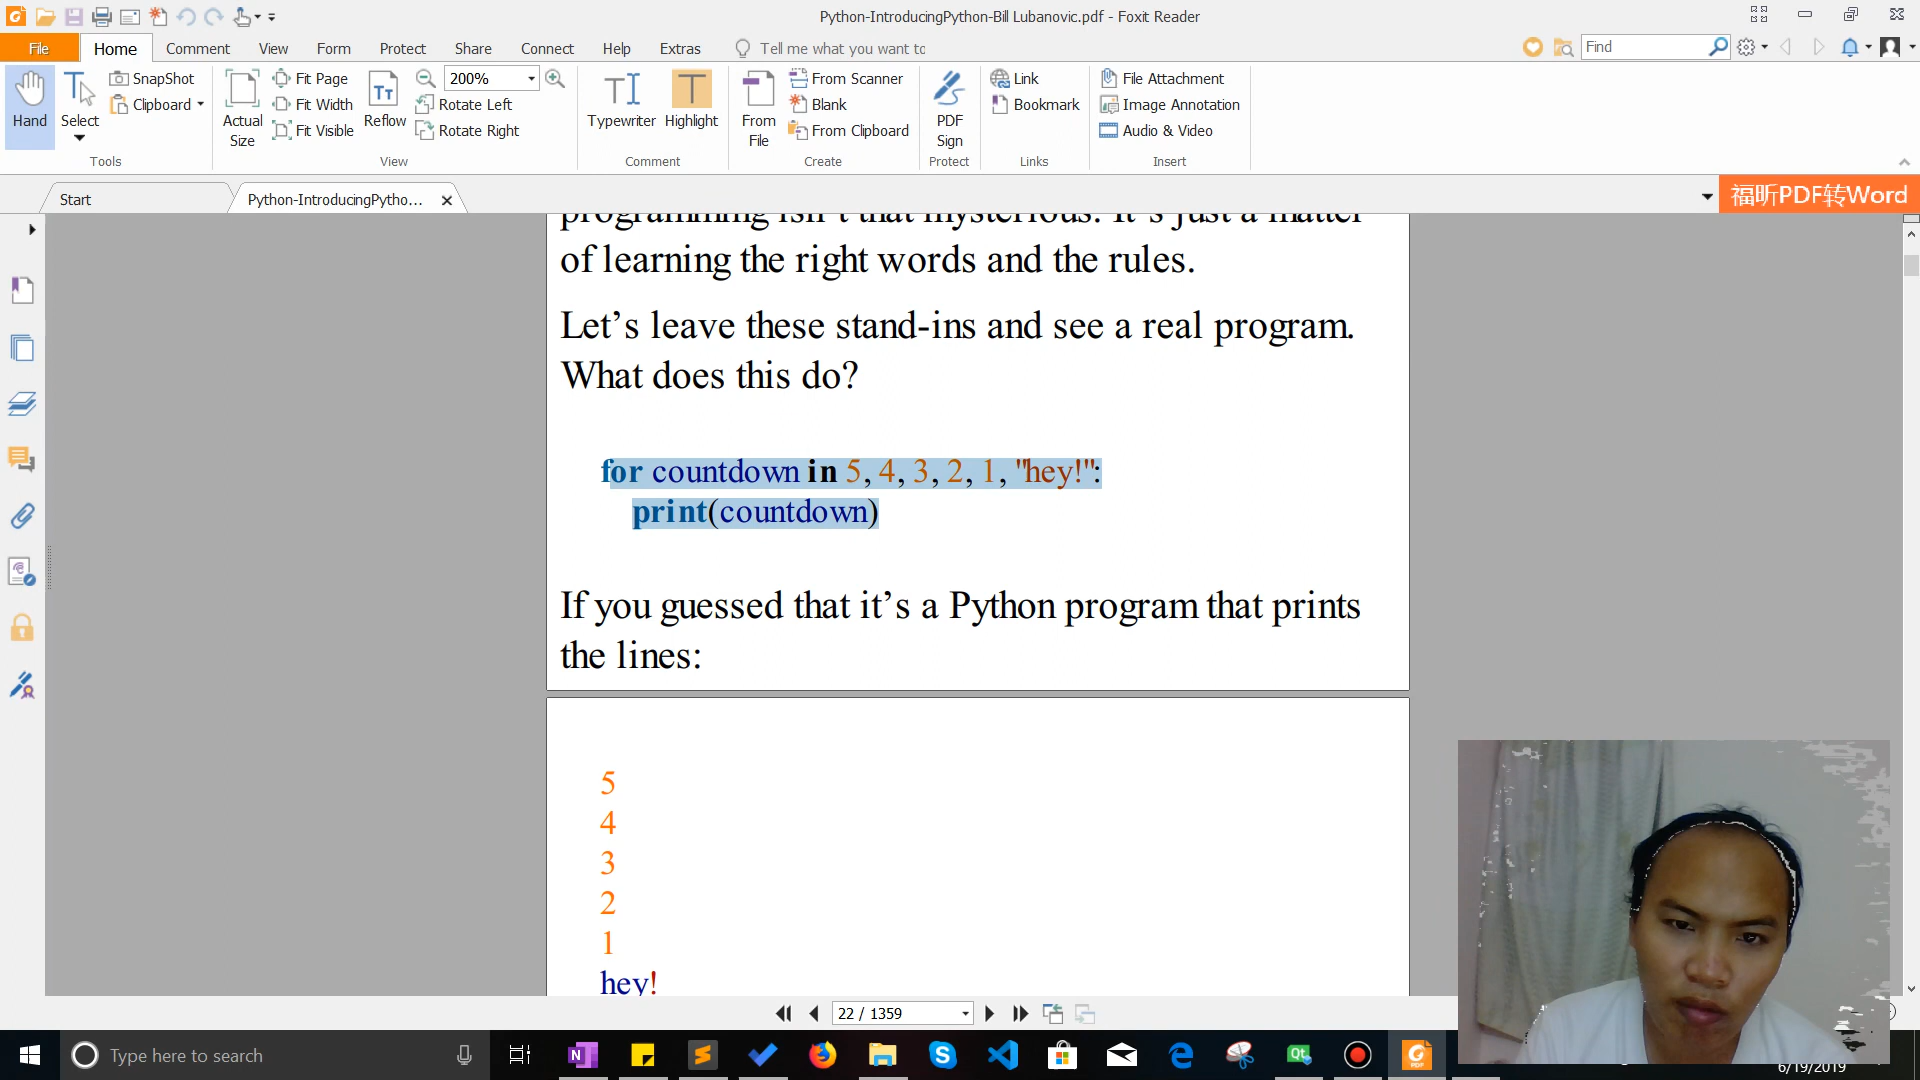 Python-IntroducingPython-Bill Lubanovic.pdf - Foxit Reader
File Home Comment View Form Protect Share Connect Help Extras Tell me what you want to Find
Hand
Select
SnapShot
Clipboard
Tools
Actual Size
Fit Page
Fit Width
Fit Visible
Reflow
200%
Rotate Left
Rotate Right
View
Typewriter
Highlight
Comment
From File
From Scanner
Blank
From Clipboard
Create
PDF Sign
Protect
Link
Bookmark
Links
File Attachment
Image Annotation
Audio & Video
Insert
Start
Python-IntroducingPytho...
福昕PDF转Word
programming isn't that mysterious. It's just a matter
of learning the right words and the rules.
Let's leave these stand-ins and see a real program.
What does this do?
for countdown in 5, 4, 3, 2, 1, "hey!":
print(countdown)
If you guessed that it's a Python program that prints
the lines:
5
4
3
2
1
hey!
22 / 1359
Type here to search
6/19/2019